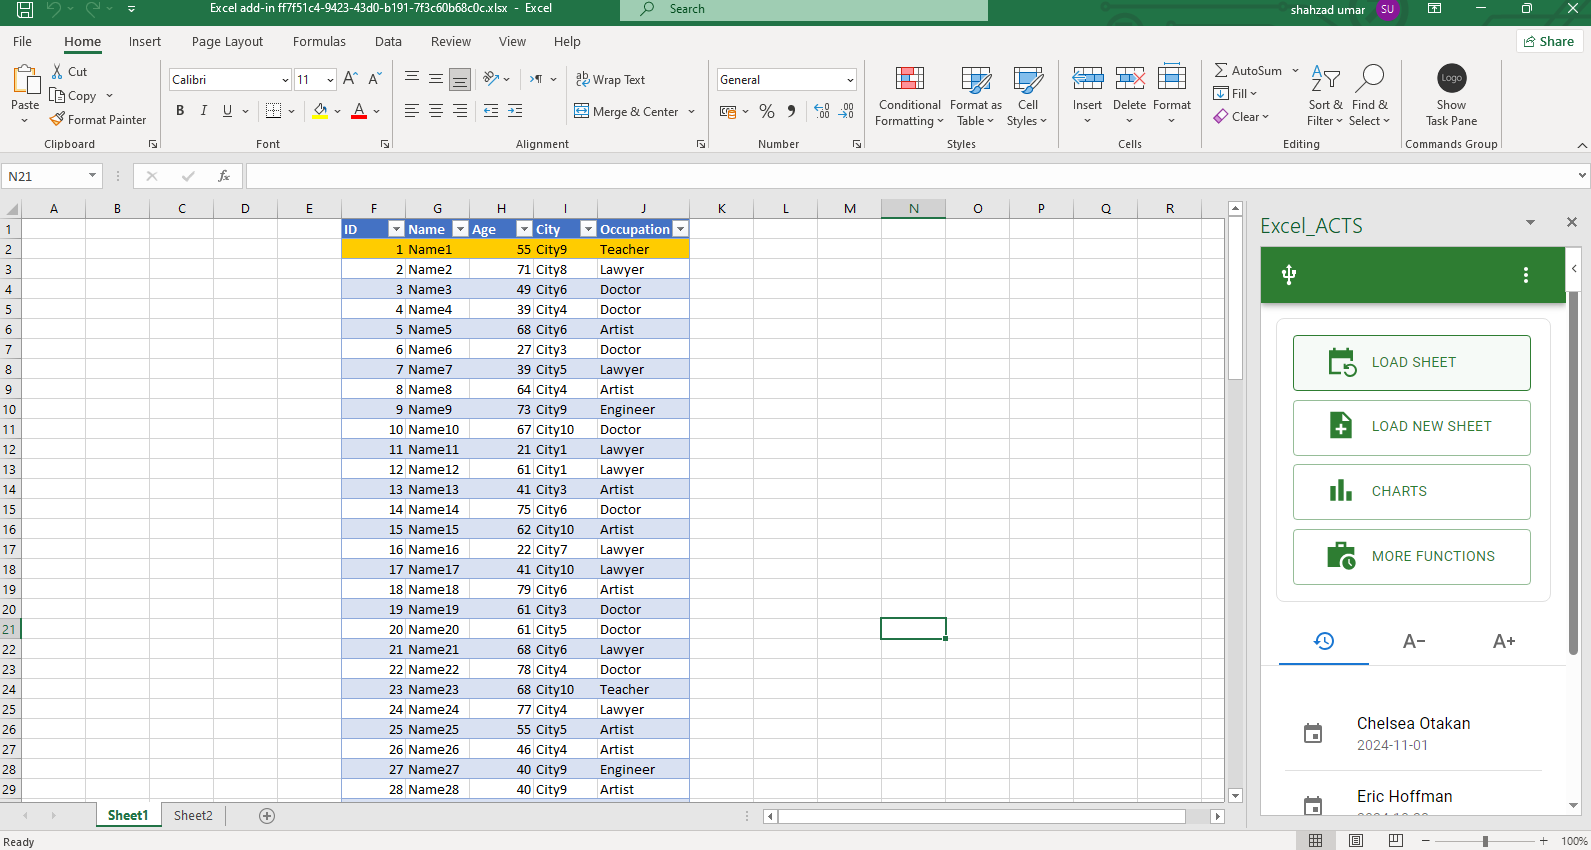 Excel add-in ff7f51c4-9423-43d0-b191-7f3c60b68c0c.xlsx - Excel
Search
shahzad umar SU
File Home Insert Page Layout Formulas Data Review View Help
Share
Paste
Cut
Copy
Format Painter
Clipboard
Calibri 11
B I U
Font
Wrap Text
Merge & Center
Alignment
General
Number
Conditional Formatting
Format as Table
Cell Styles
Styles
Insert Delete Format
Cells
AutoSum
Fill
Clear
Sort & Filter
Find & Select
Editing
Logo
Show Task Pane
Commands Group
N21
fx
A B C D E F G H I J K L M N O P Q R
1 ID Name Age City Occupation
2 1 Name1 55 City9 Teacher
3 2 Name2 71 City8 Lawyer
4 3 Name3 49 City6 Doctor
5 4 Name4 39 City4 Doctor
6 5 Name5 68 City6 Artist
7 6 Name6 27 City3 Doctor
8 7 Name7 39 City5 Lawyer
9 8 Name8 64 City4 Artist
10 9 Name9 73 City9 Engineer
11 10 Name10 67 City10 Doctor
12 11 Name11 21 City1 Lawyer
13 12 Name12 61 City1 Lawyer
14 13 Name13 41 City3 Artist
15 14 Name14 75 City6 Doctor
16 15 Name15 62 City10 Artist
17 16 Name16 22 City7 Lawyer
18 17 Name17 41 City10 Lawyer
19 18 Name18 79 City6 Artist
20 19 Name19 61 City3 Doctor
21 20 Name20 61 City5 Doctor
22 21 Name21 68 City6 Lawyer
23 22 Name22 78 City4 Doctor
24 23 Name23 68 City10 Teacher
25 24 Name24 77 City4 Lawyer
26 25 Name25 55 City5 Artist
27 26 Name26 46 City4 Artist
28 27 Name27 40 City9 Engineer
29 28 Name28 40 City9 Artist
Excel_ACTS
LOAD SHEET
LOAD NEW SHEET
CHARTS
MORE FUNCTIONS
A− A+
Chelsea Otakan
2024-11-01
Eric Hoffman
Sheet1 Sheet2
Ready
100%